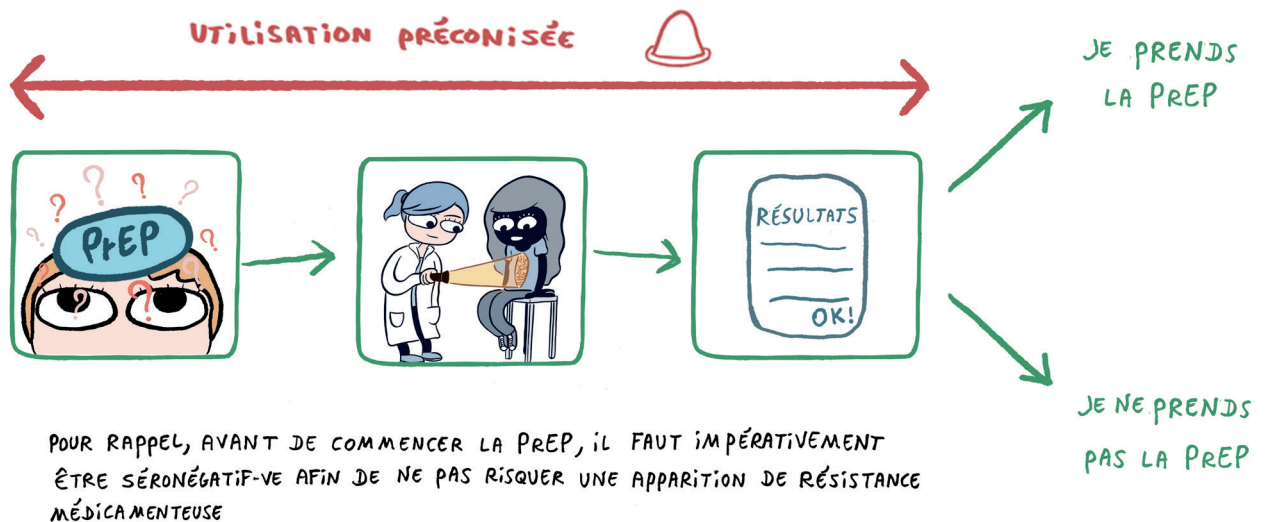 UTILISATION PRÉCONISÉE
JE PRENDS
LA PREP
PrEP
RÉSULTATS
OK!
JE NE PRENDS
PAS LA PREP
POUR RAPPEL, AVANT DE COMMENCER LA PREP, IL FAUT IMPÉRATIVEMENT
ÊTRE SÉRONÉGATIF-VE AFIN DE NE PAS RISQUER UNE APPARITION DE RÉSISTANCE
MÉDICAMENTEUSE